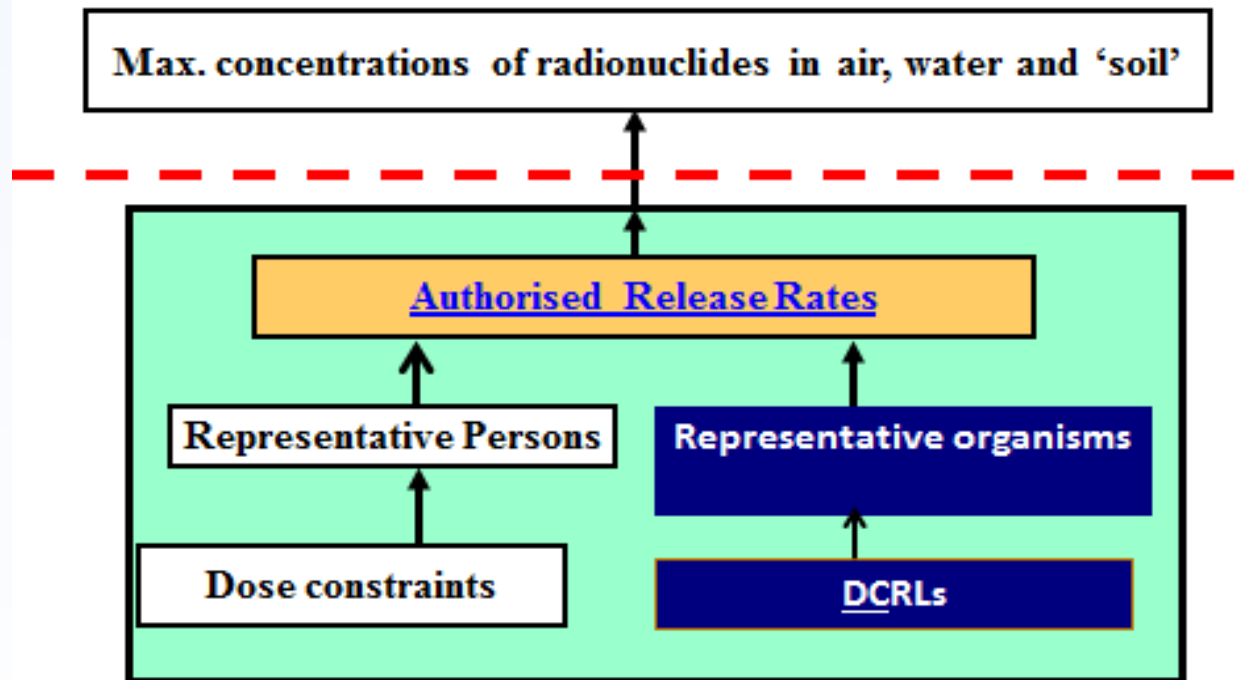 Max. concentrations of radionuclides in air, water and ‘soil’
Authorised Release Rates
Representative Persons
Representative organisms
Dose constraints
DCRLs